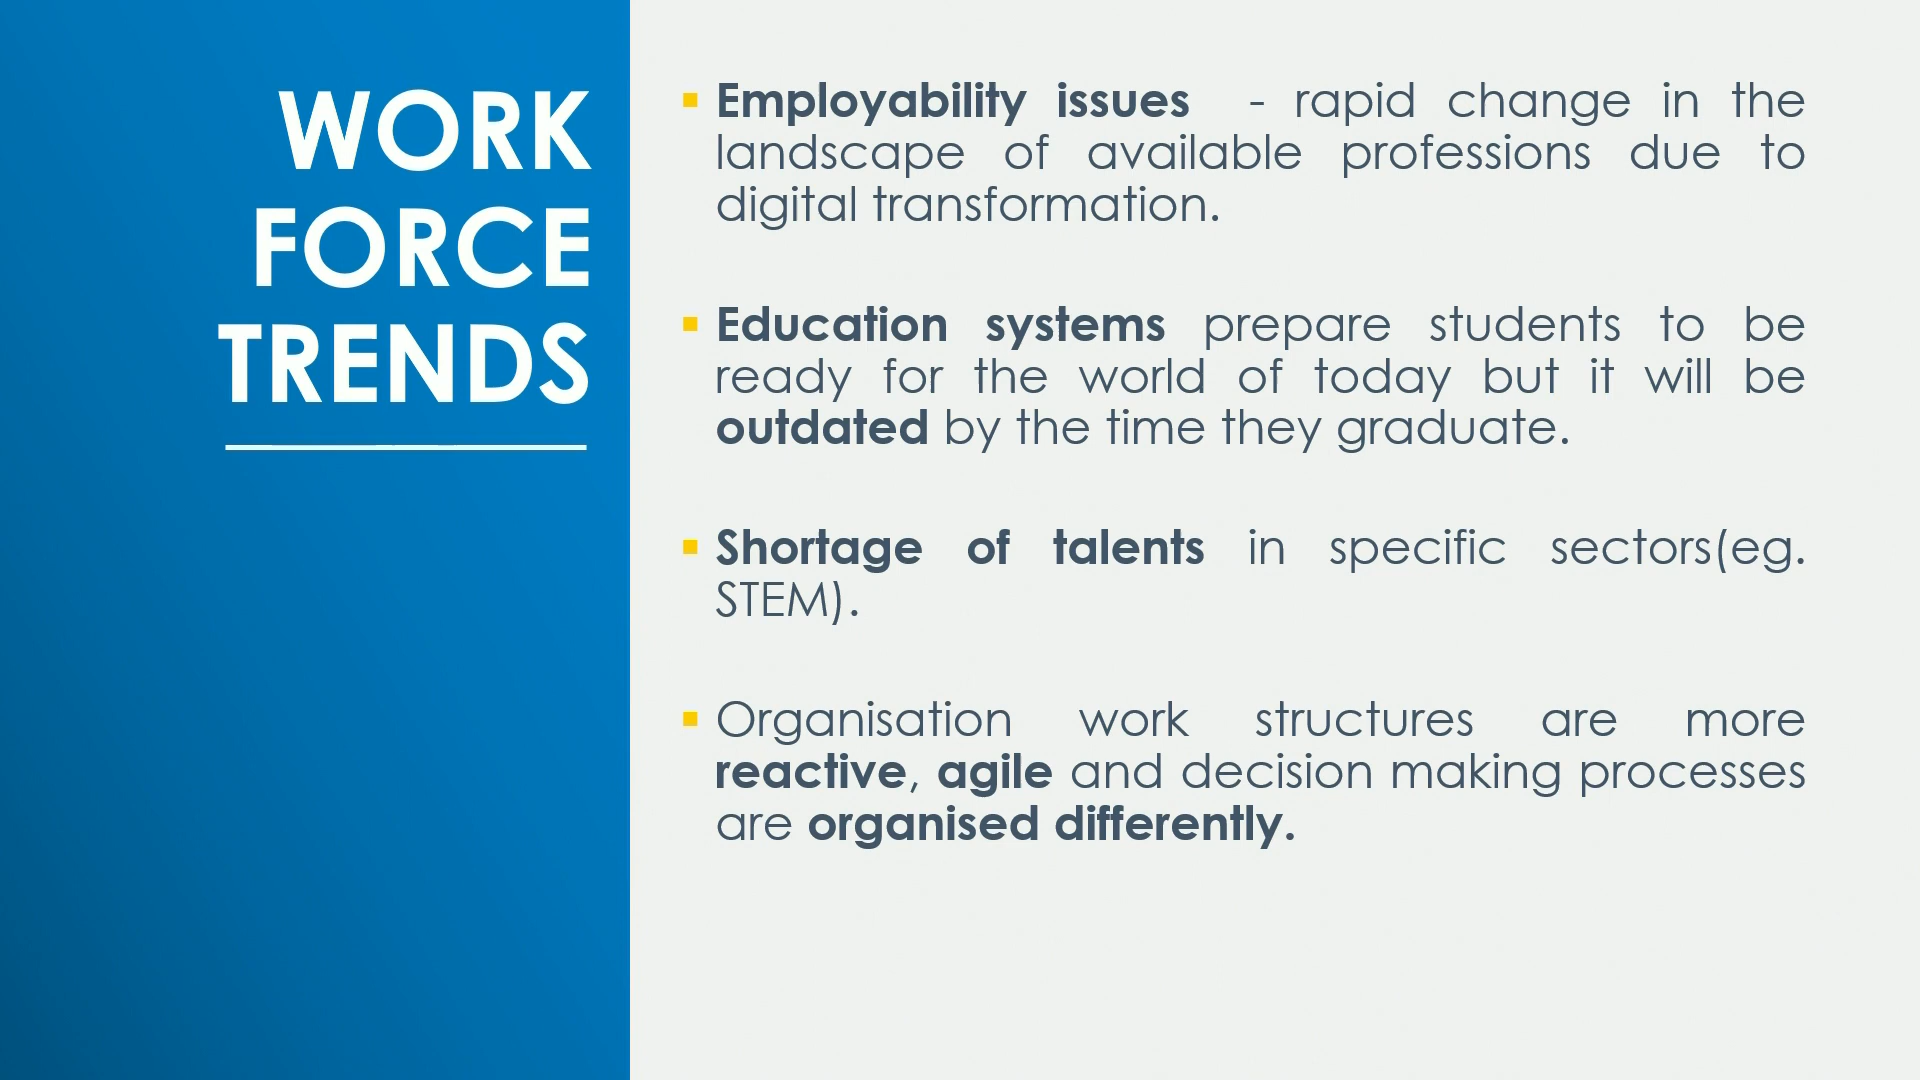 WORK
FORCE
TRENDS
Employability issues - rapid change in the
landscape of available professions due to
digital transformation.
Education systems prepare students to be
ready for the world of today but it will be
outdated by the time they graduate.
Shortage of talents in specific sectors(eg.
STEM).
Organisation work structures are more
reactive, agile and decision making processes
are organised differently.